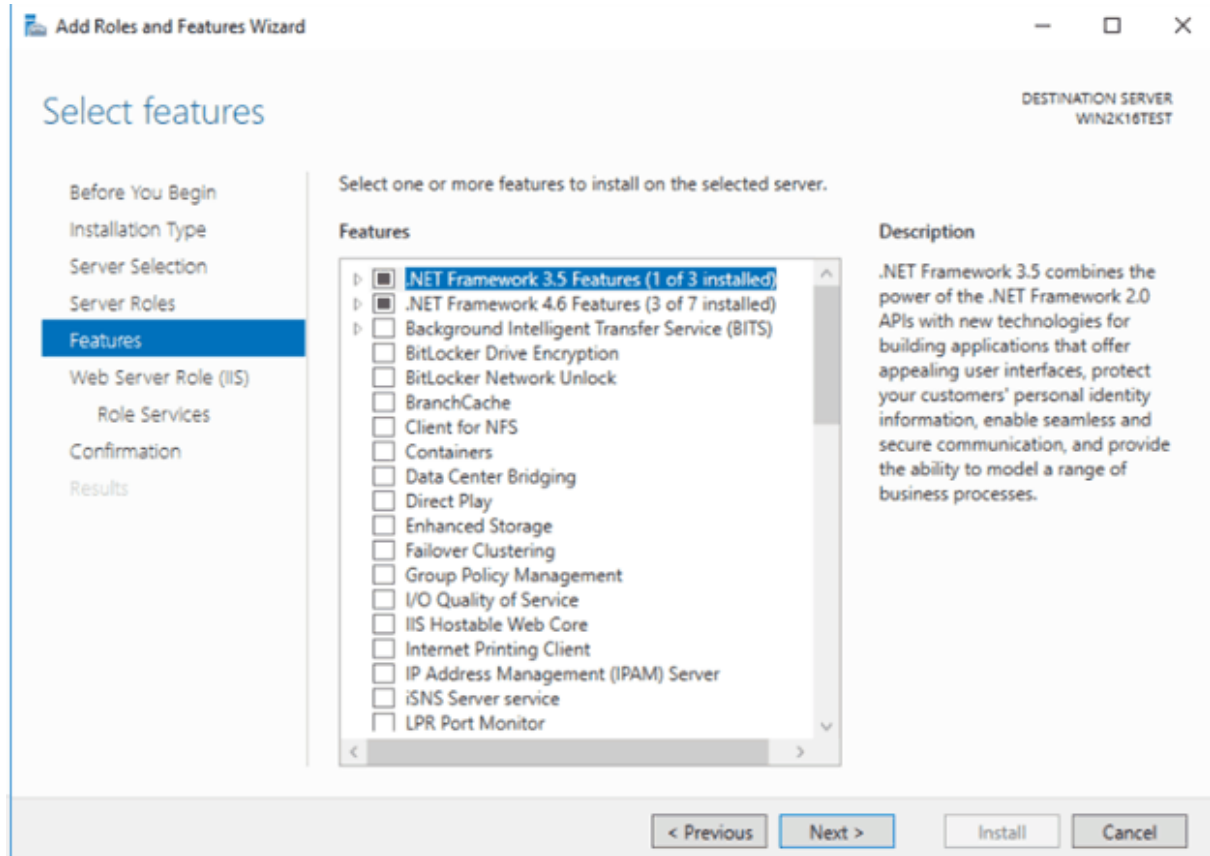 Add Roles and Features Wizard
Select features
DESTINATION SERVER
WIN2K16TEST
Before You Begin
Installation Type
Server Selection
Server Roles
Features
Web Server Role (IIS)
Role Services
Confirmation
Results
Select one or more features to install on the selected server.
Features
.NET Framework 3.5 Features (1 of 3 installed)
.NET Framework 4.6 Features (3 of 7 installed)
Background Intelligent Transfer Service (BITS)
BitLocker Drive Encryption
BitLocker Network Unlock
BranchCache
Client for NFS
Containers
Data Center Bridging
Direct Play
Enhanced Storage
Failover Clustering
Group Policy Management
I/O Quality of Service
IIS Hostable Web Core
Internet Printing Client
IP Address Management (IPAM) Server
iSNS Server service
LPR Port Monitor
Description
.NET Framework 3.5 combines the
power of the .NET Framework 2.0
APIs with new technologies for
building applications that offer
appealing user interfaces, protect
your customers' personal identity
information, enable seamless and
secure communication, and provide
the ability to model a range of
business processes.
< Previous
Next >
Install
Cancel